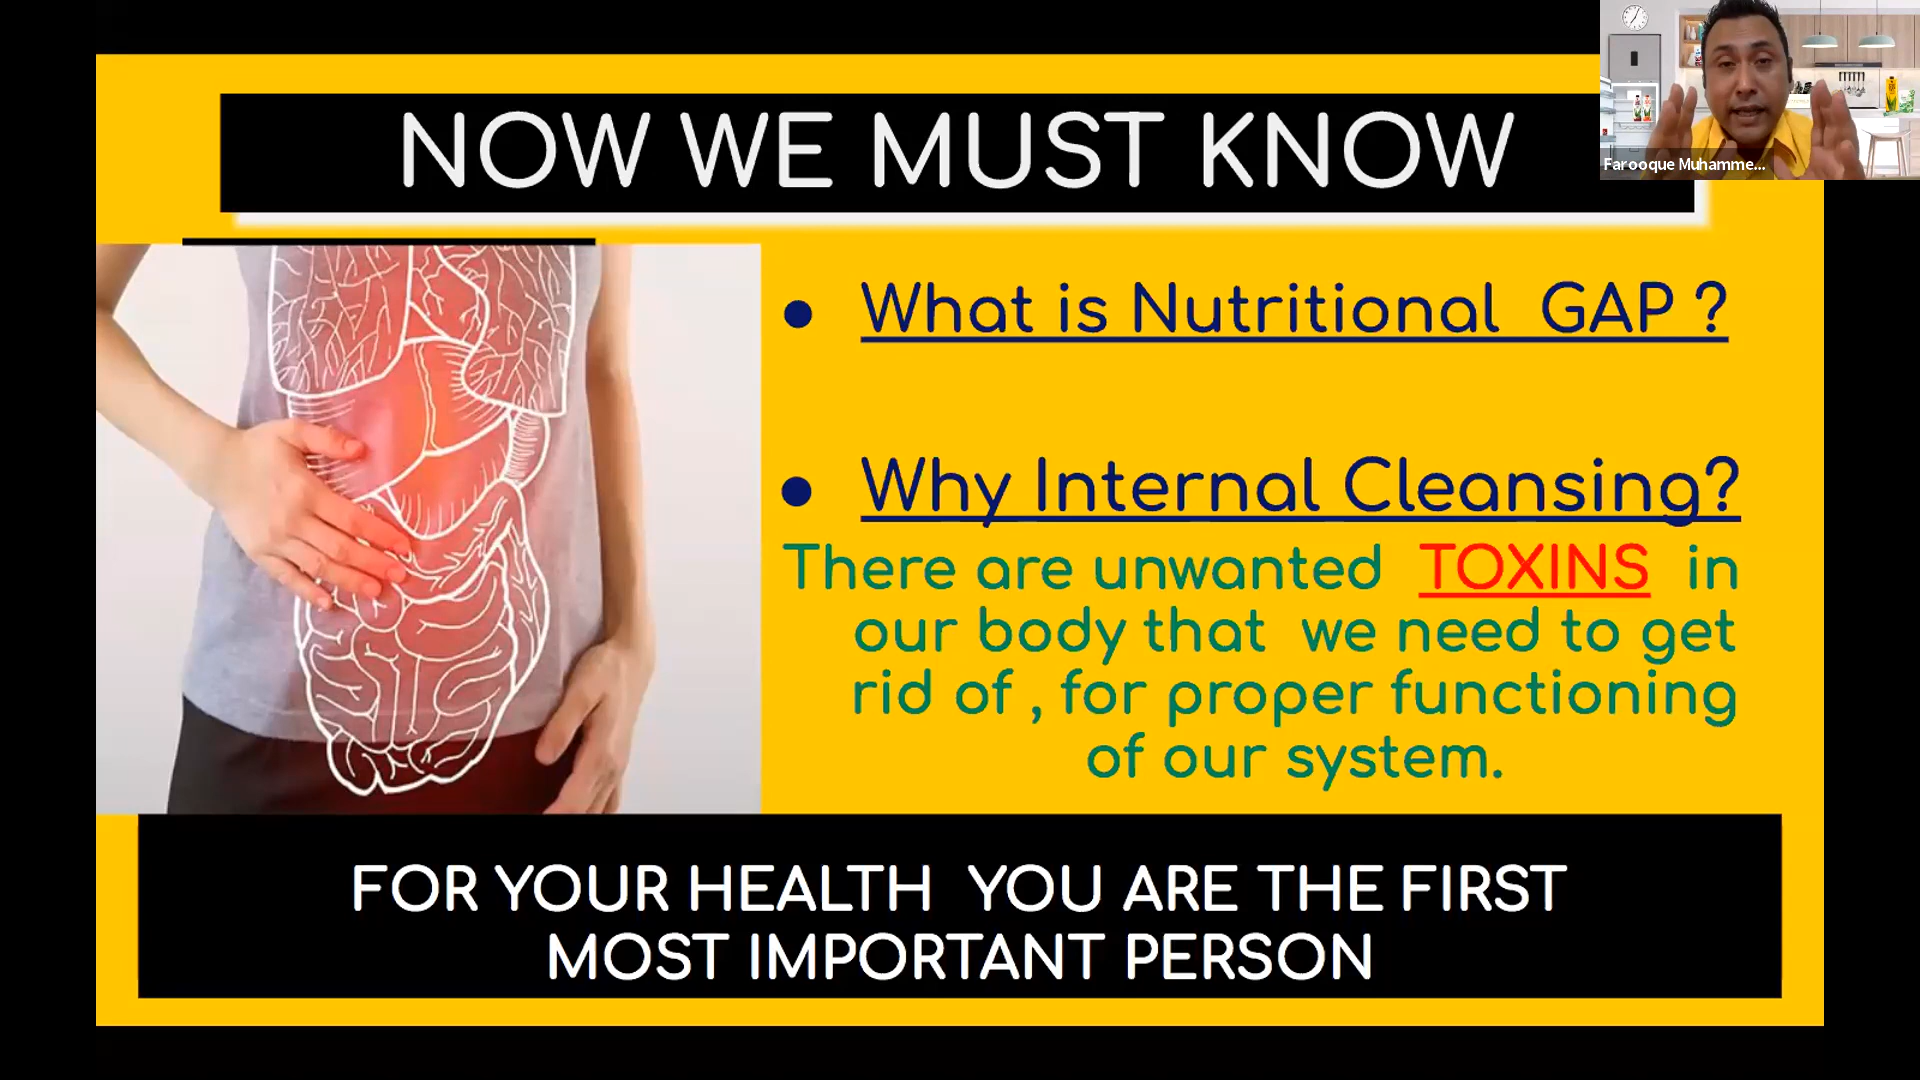 NOW WE MUST KNOW
Farooque Muhamme...
• What is Nutritional GAP ?
• Why Internal Cleansing?
There are unwanted TOXINS in
our body that we need to get
rid of , for proper functioning
of our system.
FOR YOUR HEALTH YOU ARE THE FIRST
MOST IMPORTANT PERSON